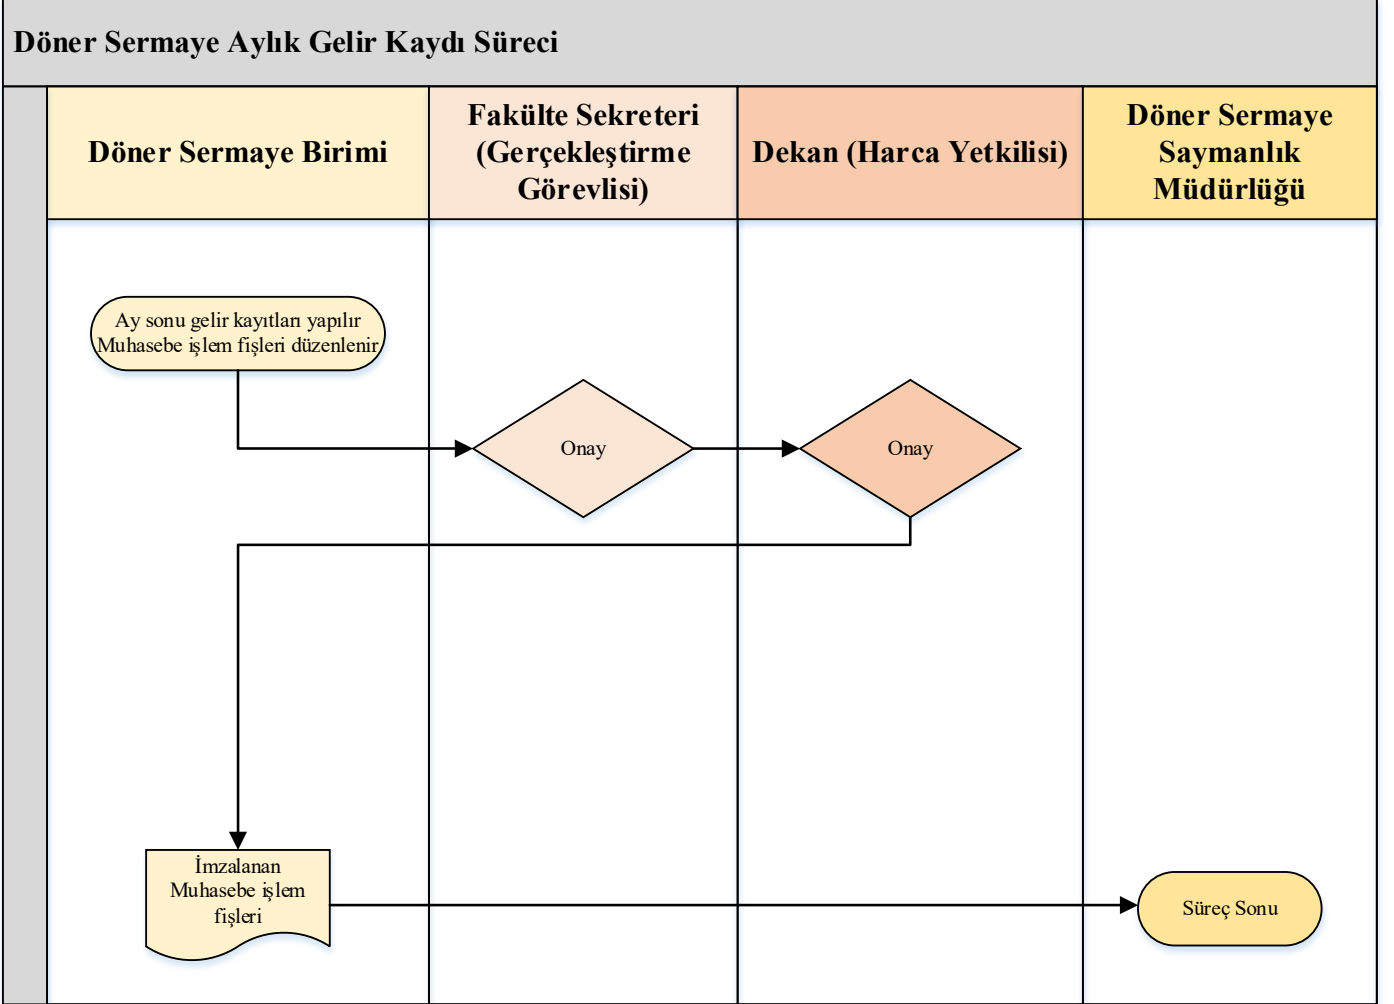 Döner Sermaye Aylık Gelir Kaydı Süreci
Döner Sermaye Birimi
Fakülte Sekreteri
(Gerçekleştirme
Görevlisi)
Dekan (Harca Yetkilisi)
Döner Sermaye
Saymanlık
Müdürlüğü
Ay sonu gelir kayıtları yapılır
Muhasebe işlem fişleri düzenlenir
Onay
Onay
İmzalanan
Muhasebe işlem
fişleri
Süreç Sonu